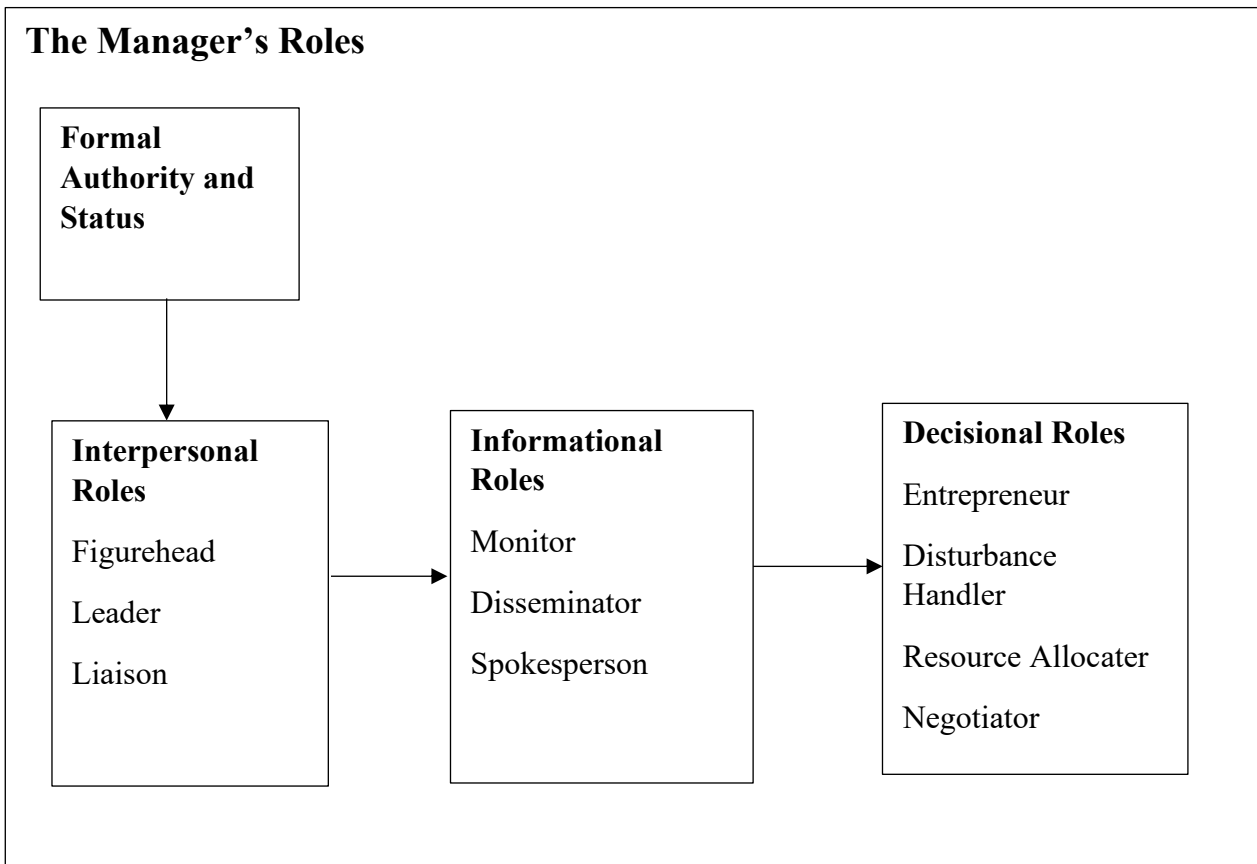 The Manager’s Roles
Formal
Authority and
Status
Interpersonal
Roles
Figurehead
Leader
Liaison
Informational
Roles
Monitor
Disseminator
Spokesperson
Decisional Roles
Entrepreneur
Disturbance
Handler
Resource Allocater
Negotiator